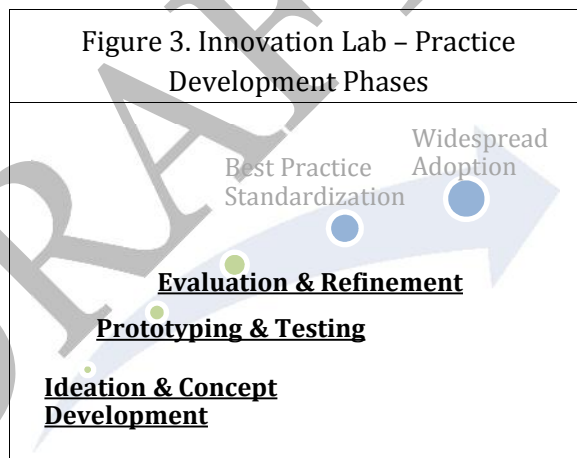 Figure 3. Innovation Lab – Practice
Development Phases
Widespread
Adoption
Best Practice
Standardization
Evaluation & Refinement
Prototyping & Testing
Ideation & Concept
Development